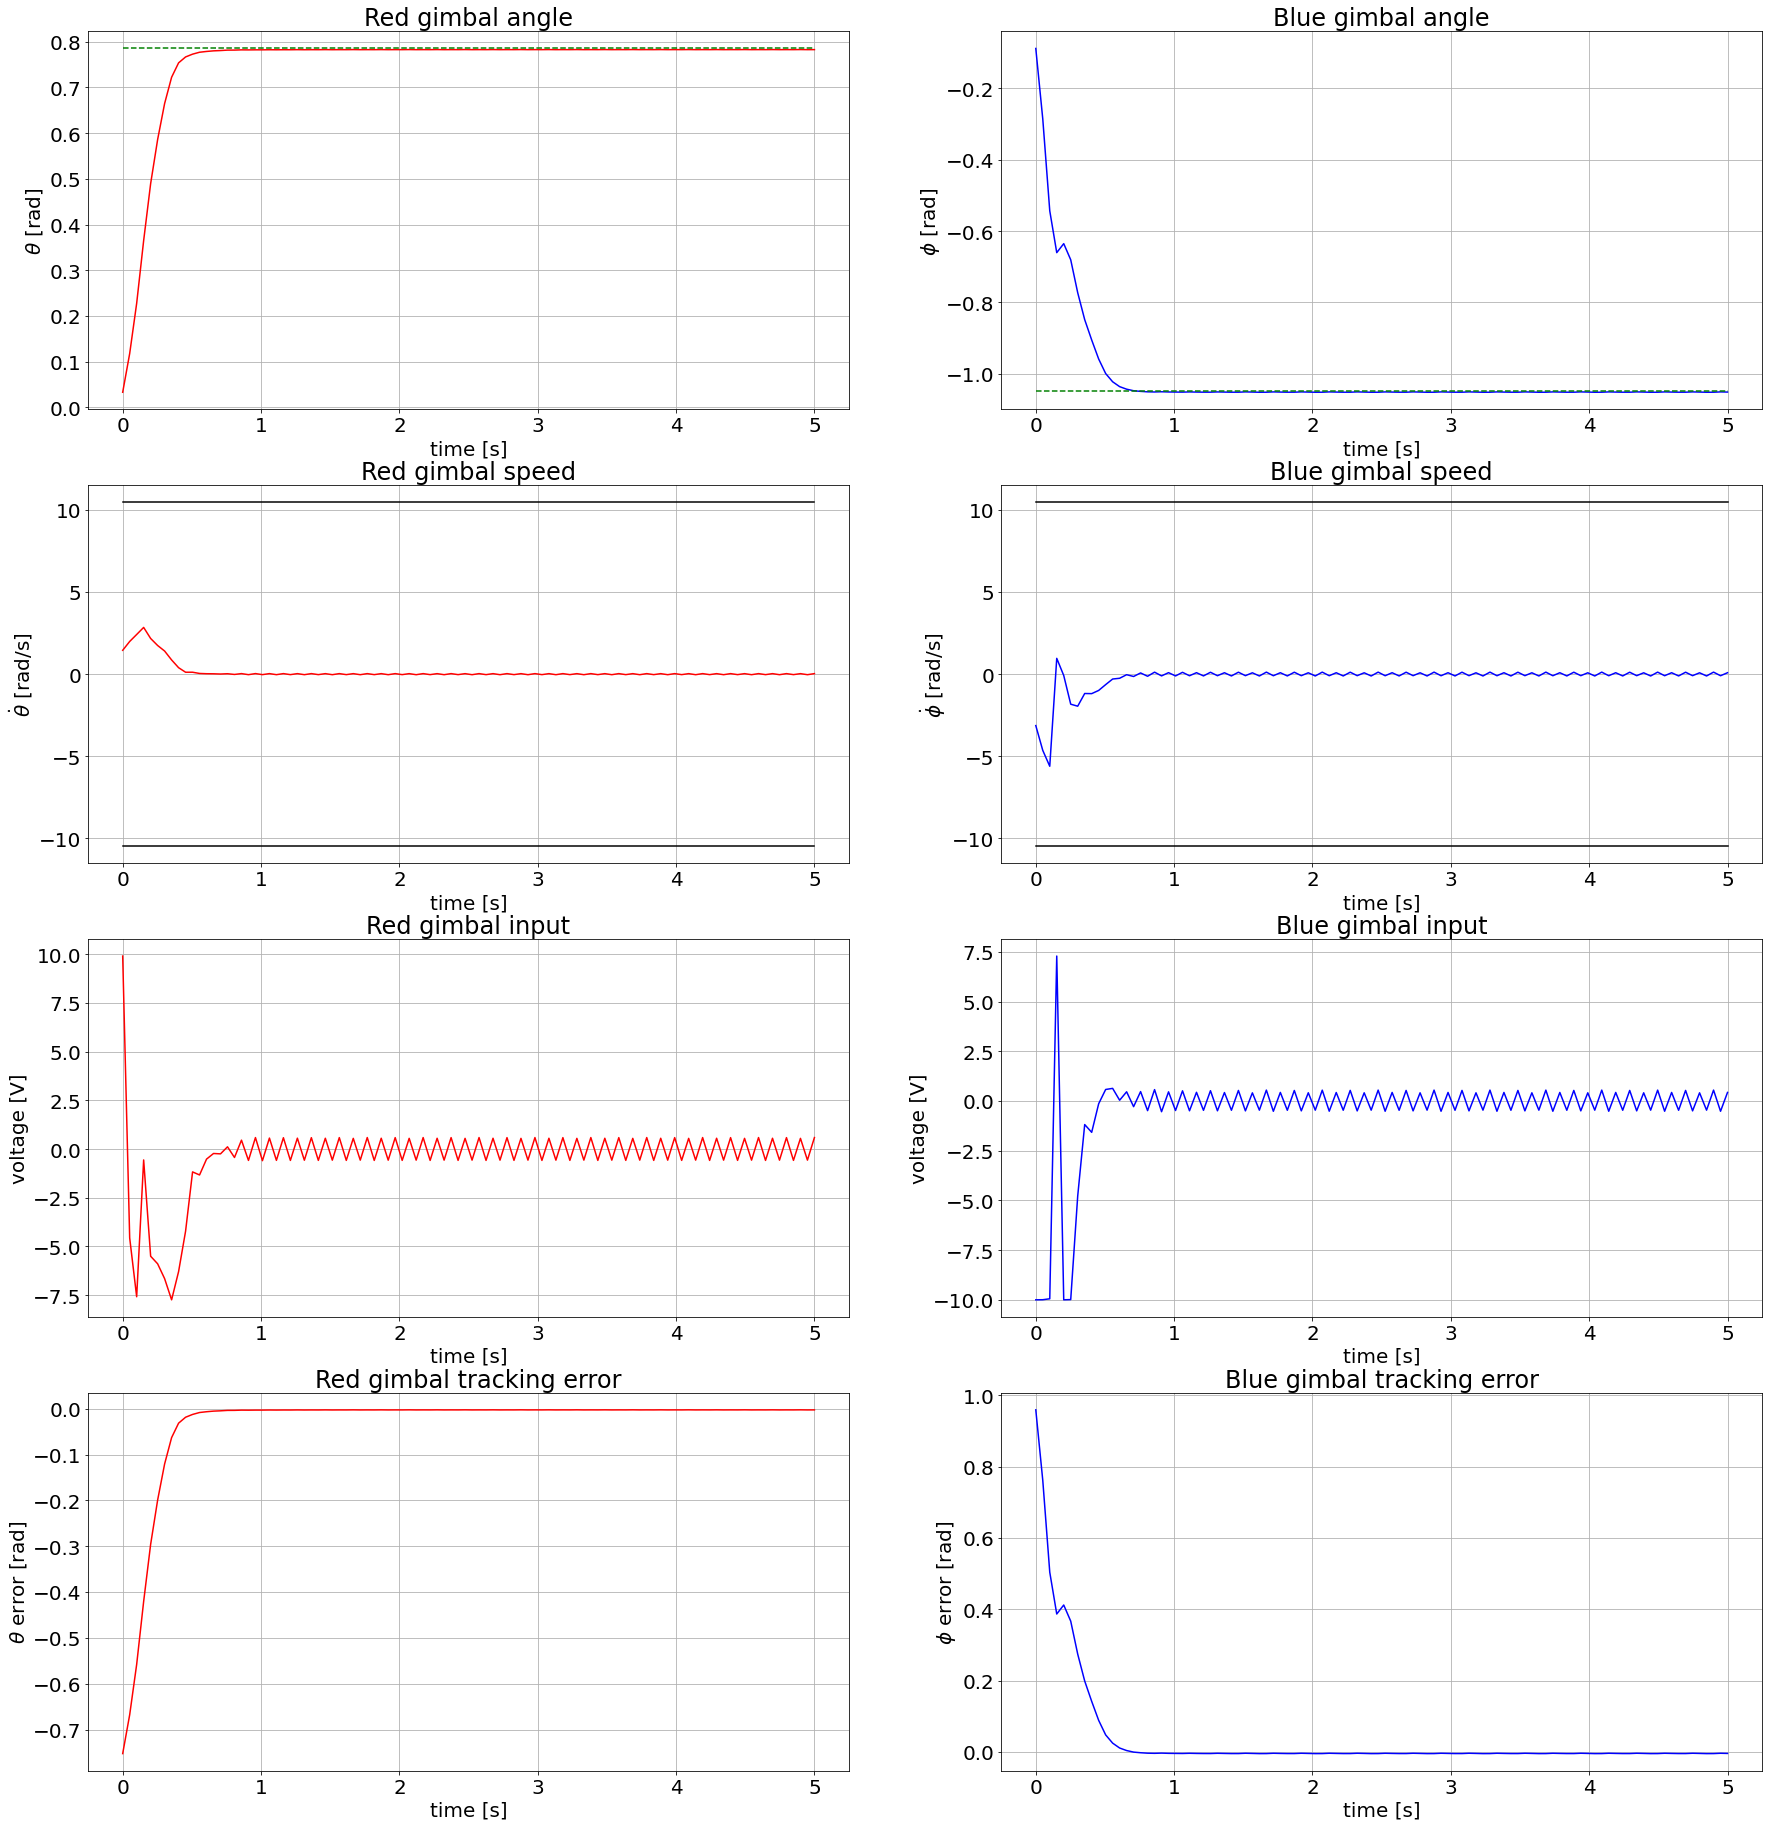 Red gimbal angle
0.8
0.7
0.6
0.5
0.4
0.3
0.2
0.1
0.0
θ [rad]
0 1 2 3 4 5
time [s]
Blue gimbal angle
−0.2
−0.4
−0.6
−0.8
−1.0
ϕ [rad]
0 1 2 3 4 5
time [s]
Red gimbal speed
10
5
0
−5
−10
θ̇ [rad/s]
0 1 2 3 4 5
time [s]
Blue gimbal speed
10
5
0
−5
−10
ϕ̇ [rad/s]
0 1 2 3 4 5
time [s]
Red gimbal input
10.0
7.5
5.0
2.5
0.0
−2.5
−5.0
−7.5
voltage [V]
0 1 2 3 4 5
time [s]
Blue gimbal input
7.5
5.0
2.5
0.0
−2.5
−5.0
−7.5
−10.0
voltage [V]
0 1 2 3 4 5
time [s]
Red gimbal tracking error
0.0
−0.1
−0.2
−0.3
−0.4
−0.5
−0.6
−0.7
θ error [rad]
0 1 2 3 4 5
time [s]
Blue gimbal tracking error
1.0
0.8
0.6
0.4
0.2
0.0
ϕ error [rad]
0 1 2 3 4 5
time [s]